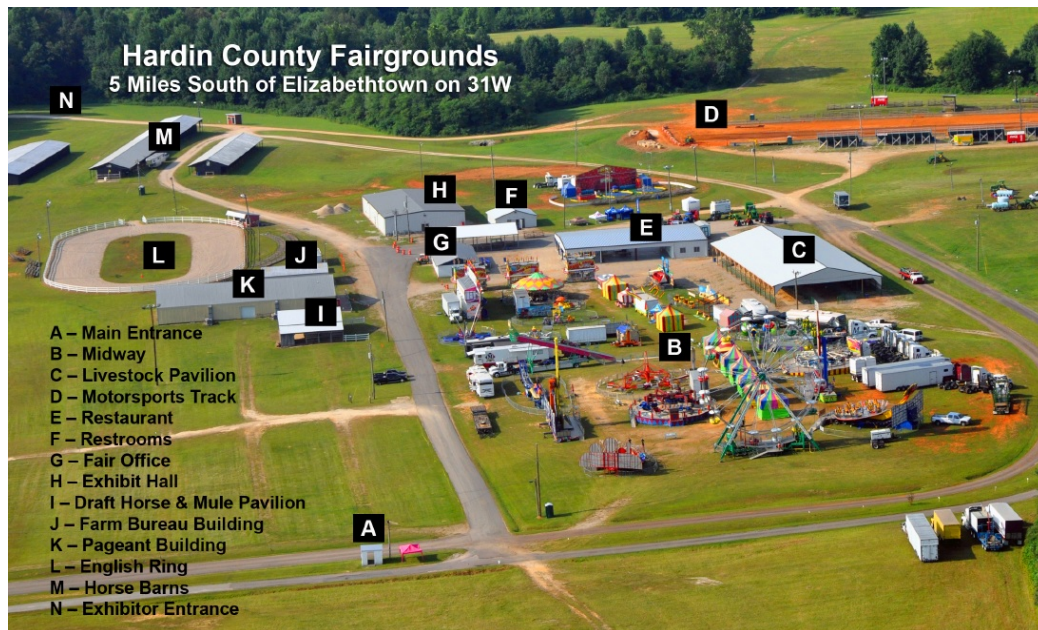 Hardin County Fairgrounds
5 Miles South of Elizabethtown on 31W
N
M
D
H
F
E
G
C
L
J
K
I
B
A
A – Main Entrance
B – Midway
C – Livestock Pavilion
D – Motorsports Track
E – Restaurant
F – Restrooms
G – Fair Office
H – Exhibit Hall
I – Draft Horse & Mule Pavilion
J – Farm Bureau Building
K – Pageant Building
L – English Ring
M – Horse Barns
N – Exhibitor Entrance